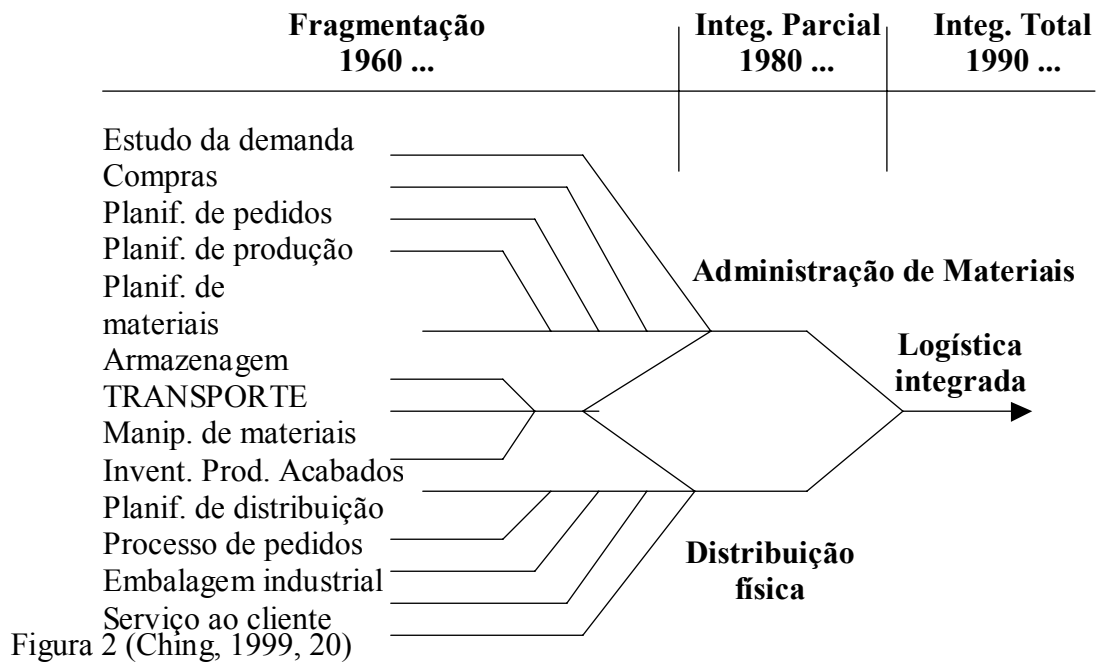 Fragmentação
1960 ...
Integ. Parcial
1980 ...
Integ. Total
1990 ...
Estudo da demanda
Compras
Planif. de pedidos
Planif. de produção
Planif. de
materiais
Armazenagem
TRANSPORTE
Manip. de materiais
Invent. Prod. Acabados
Planif. de distribuição
Processo de pedidos
Embalagem industrial
Serviço ao cliente
Administração de Materiais
Logística
integrada
Distribuição
física
Figura 2 (Ching, 1999, 20)